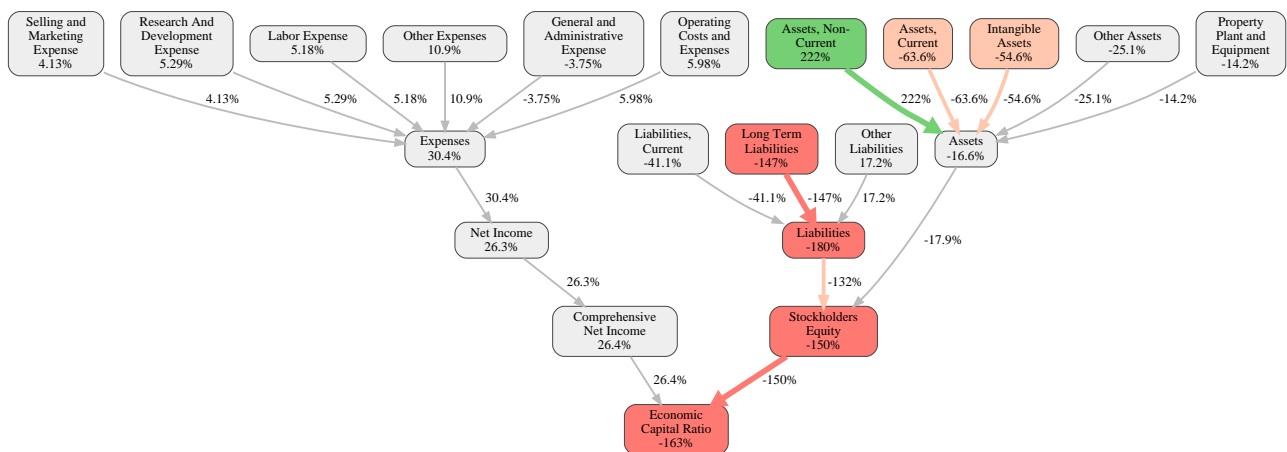 Selling and
Marketing
Expense
4.13%
Research And
Development
Expense
5.29%
Labor Expense
5.18%
Other Expenses
10.9%
General and
Administrative
Expense
-3.75%
Operating
Costs and
Expenses
5.98%
Assets, Non-
Current
222%
Assets,
Current
-63.6%
Intangible
Assets
-54.6%
Other Assets
-25.1%
Property
Plant and
Equipment
-14.2%
4.13%
5.29%
5.18%
10.9%
-3.75%
5.98%
222%
-63.6%
-54.6%
-25.1%
-14.2%
Expenses
30.4%
Liabilities,
Current
-41.1%
Long Term
Liabilities
-147%
Other
Liabilities
17.2%
Assets
-16.6%
30.4%
-41.1%
-147%
17.2%
-17.9%
Net Income
26.3%
Liabilities
-180%
26.3%
-132%
Comprehensive
Net Income
26.4%
Stockholders
Equity
-150%
26.4%
-150%
Economic
Capital Ratio
-163%